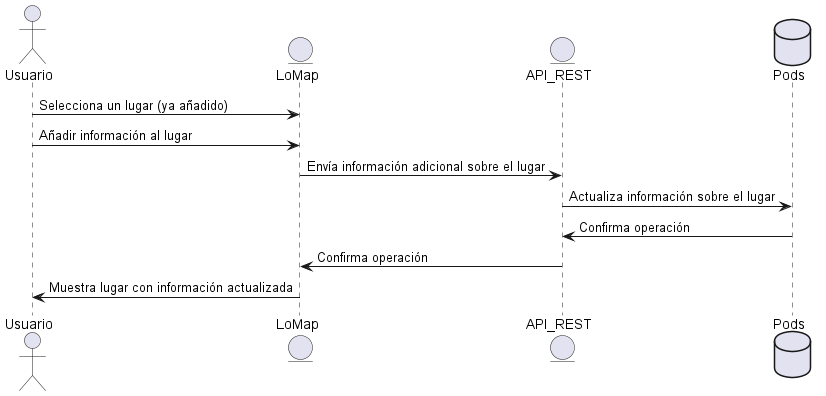 Usuario
LoMap
API_REST
Pods
Selecciona un lugar (ya añadido)
Añadir información al lugar
Envía información adicional sobre el lugar
Actualiza información sobre el lugar
Confirma operación
Confirma operación
Muestra lugar con información actualizada
Usuario
LoMap
API_REST
Pods